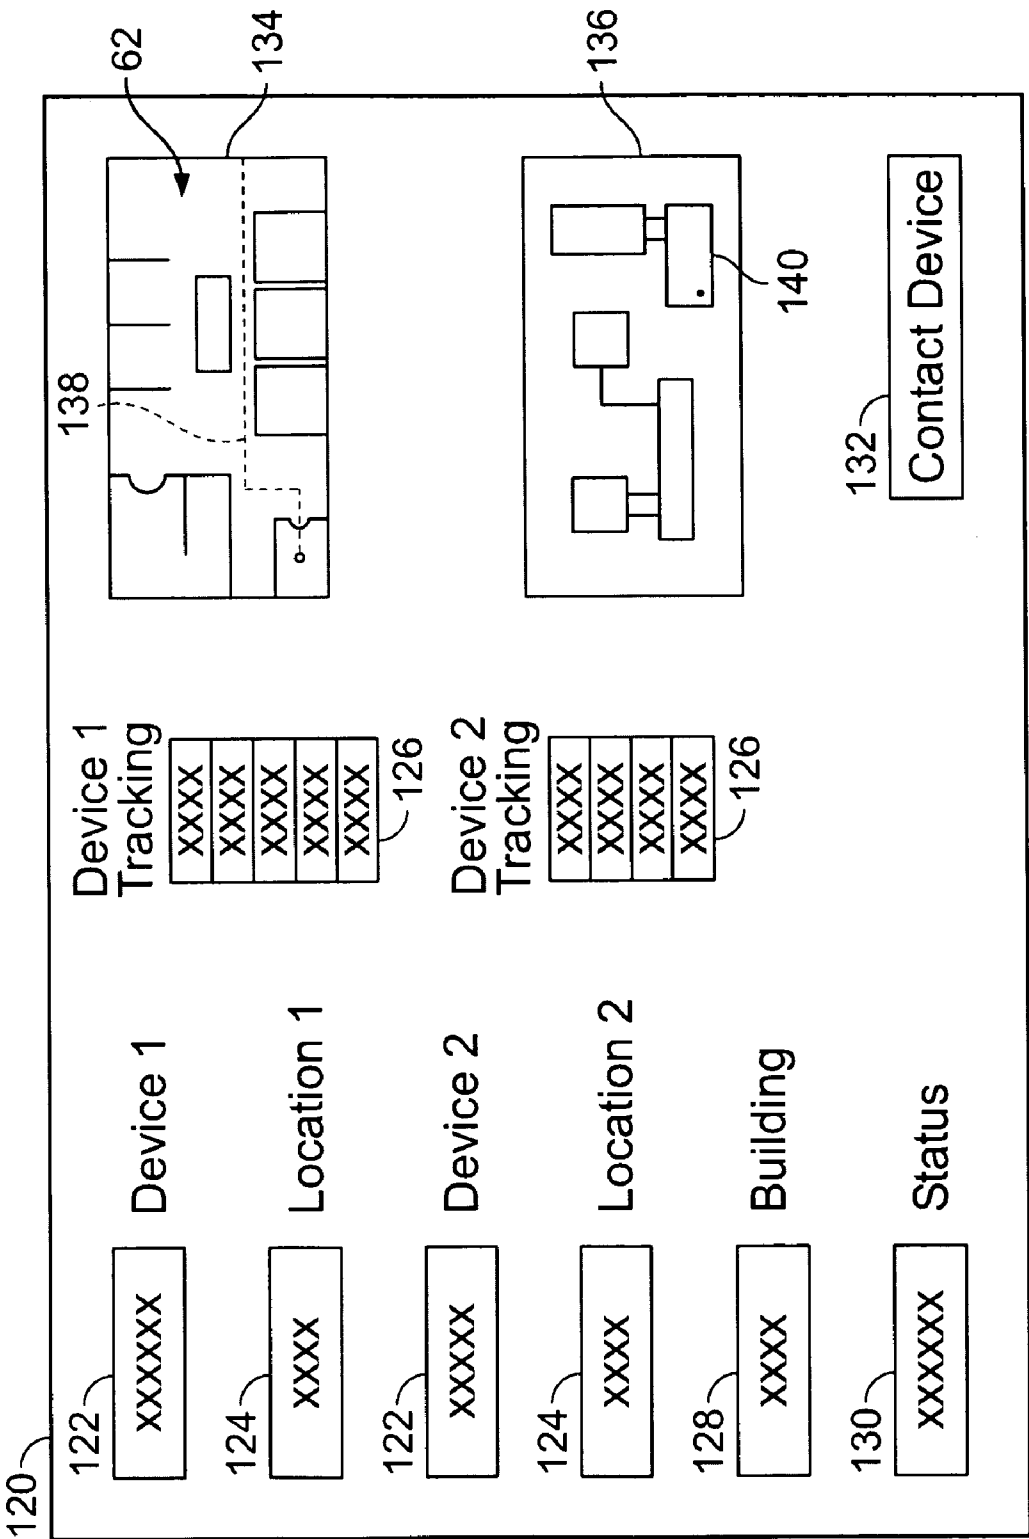 120
122
XXXXXX
Device 1
124
XXXX
Location 1
122
XXXXX
Device 2
124
XXXX
Location 2
128
XXXX
Building
130
XXXXXX
Status
Device 1
Tracking
XXXX
XXXX
XXXX
XXXX
XXXX
126
Device 2
Tracking
XXXX
XXXX
XXXX
XXXX
126
138
62
134
136
140
132
Contact Device